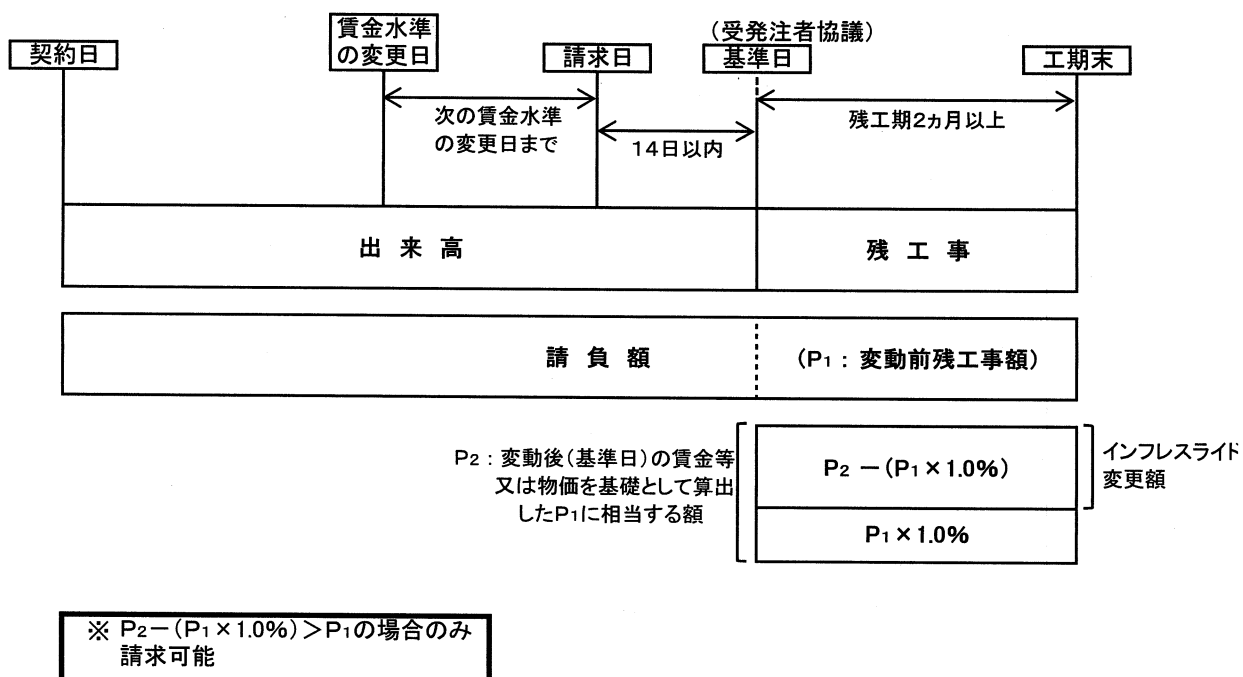 契約日
賃金水準
の変更日
請求日
(受発注者協議)
基準日
工期末
次の賃金水準
の変更日まで
14日以内
残工期2ヵ月以上
出 来 高
残 工 事
請 負 額
(P1 : 変動前残工事額)
P2 : 変動後(基準日)の賃金等
又は物価を基礎として算出
したP1に相当する額
P2 -(P1 × 1.0%)
P1 × 1.0%
インフレスライド
変更額
※ P2-(P1 × 1.0%)>P1の場合のみ
請求可能